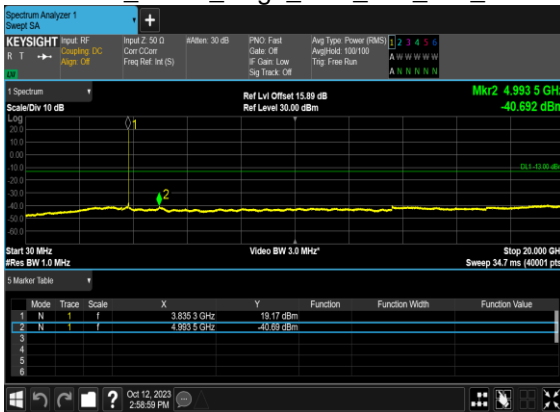 Spectrum Analyzer 1
Swept SA
+
KEYSIGHT
R T
Input: RF
Coupling: DC
Align: Off
Input Z: 50 Ω
Corr CCorr
Freq Ref: Int (S)
#Atten: 30 dB
PNO: Fast
Gate: Off
IF Gain: Low
Sig Track: Off
Avg Type: Power (RMS)
Avg|Hold: 100/100
Trig: Free Run
1 2 3 4 5 6
A W W W W W
A N N N N N
1 Spectrum
Scale/Div 10 dB
Ref Lvl Offset 15.89 dB
Ref Level 30.00 dBm
Mkr2 4.993 5 GHz
-40.692 dBm
Log
20.0
10.0
0.00
-10.0
-20.0
-30.0
-40.0
-50.0
-60.0
1
2
DL1 -13.00 dBm
Start 30 MHz
#Res BW 1.0 MHz
Video BW 3.0 MHz*
Stop 20.000 GH
Sweep 34.7 ms (40001 pts
5 Marker Table
Mode Trace Scale X Y Function Function Width Function Value
1 N 1 f 3.835 3 GHz 19.17 dBm
2 N 1 f 4.993 5 GHz -40.69 dBm
3
4
5
6
?
Oct 12, 2023
2:58:59 PM